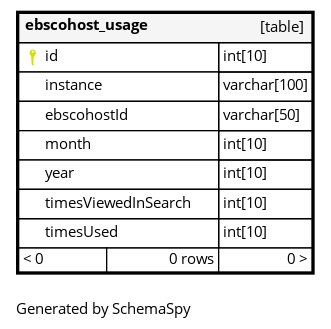 ebscohost_usage [table]
id int[10]
instance varchar[100]
ebscohostId varchar[50]
month int[10]
year int[10]
timesViewedInSearch int[10]
timesUsed int[10]
< 0 0 rows 0 >
Generated by SchemaSpy